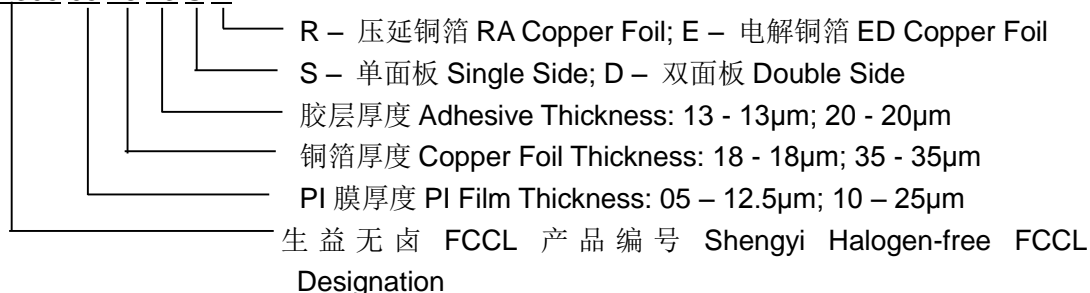 R – 压延铜箔 RA Copper Foil; E – 电解铜箔 ED Copper Foil
S – 单面板 Single Side; D – 双面板 Double Side
胶层厚度 Adhesive Thickness: 13 - 13μm; 20 - 20μm
铜箔厚度 Copper Foil Thickness: 18 - 18μm; 35 - 35μm
PI 膜厚度 PI Film Thickness: 05 – 12.5μm; 10 – 25μm
生益无卤 FCCL 产品编号 Shengyi Halogen-free FCCL
Designation